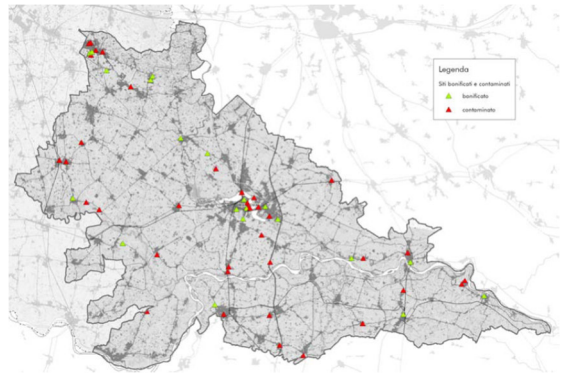 Legenda
Siti bonificati e contaminati
bonificato
contaminato